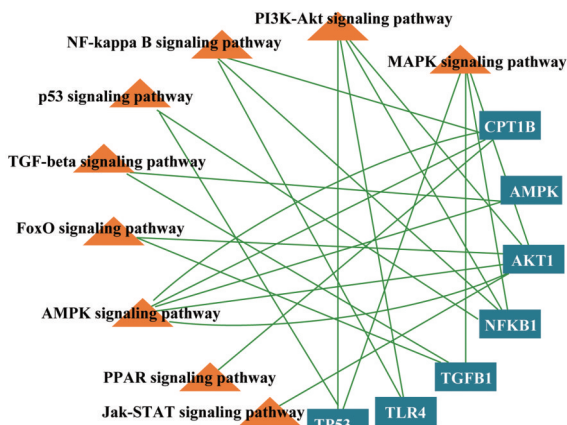 PI3K-Akt signaling pathway
NF-kappa B signaling pathway
MAPK signaling pathway
p53 signaling pathway
CPT1B
TGF-beta signaling pathway
AMPK
FoxO signaling pathway
AKT1
AMPK signaling pathway
NFKB1
PPAR signaling pathway
TGFB1
Jak-STAT signaling pathway
TLR4
TP53